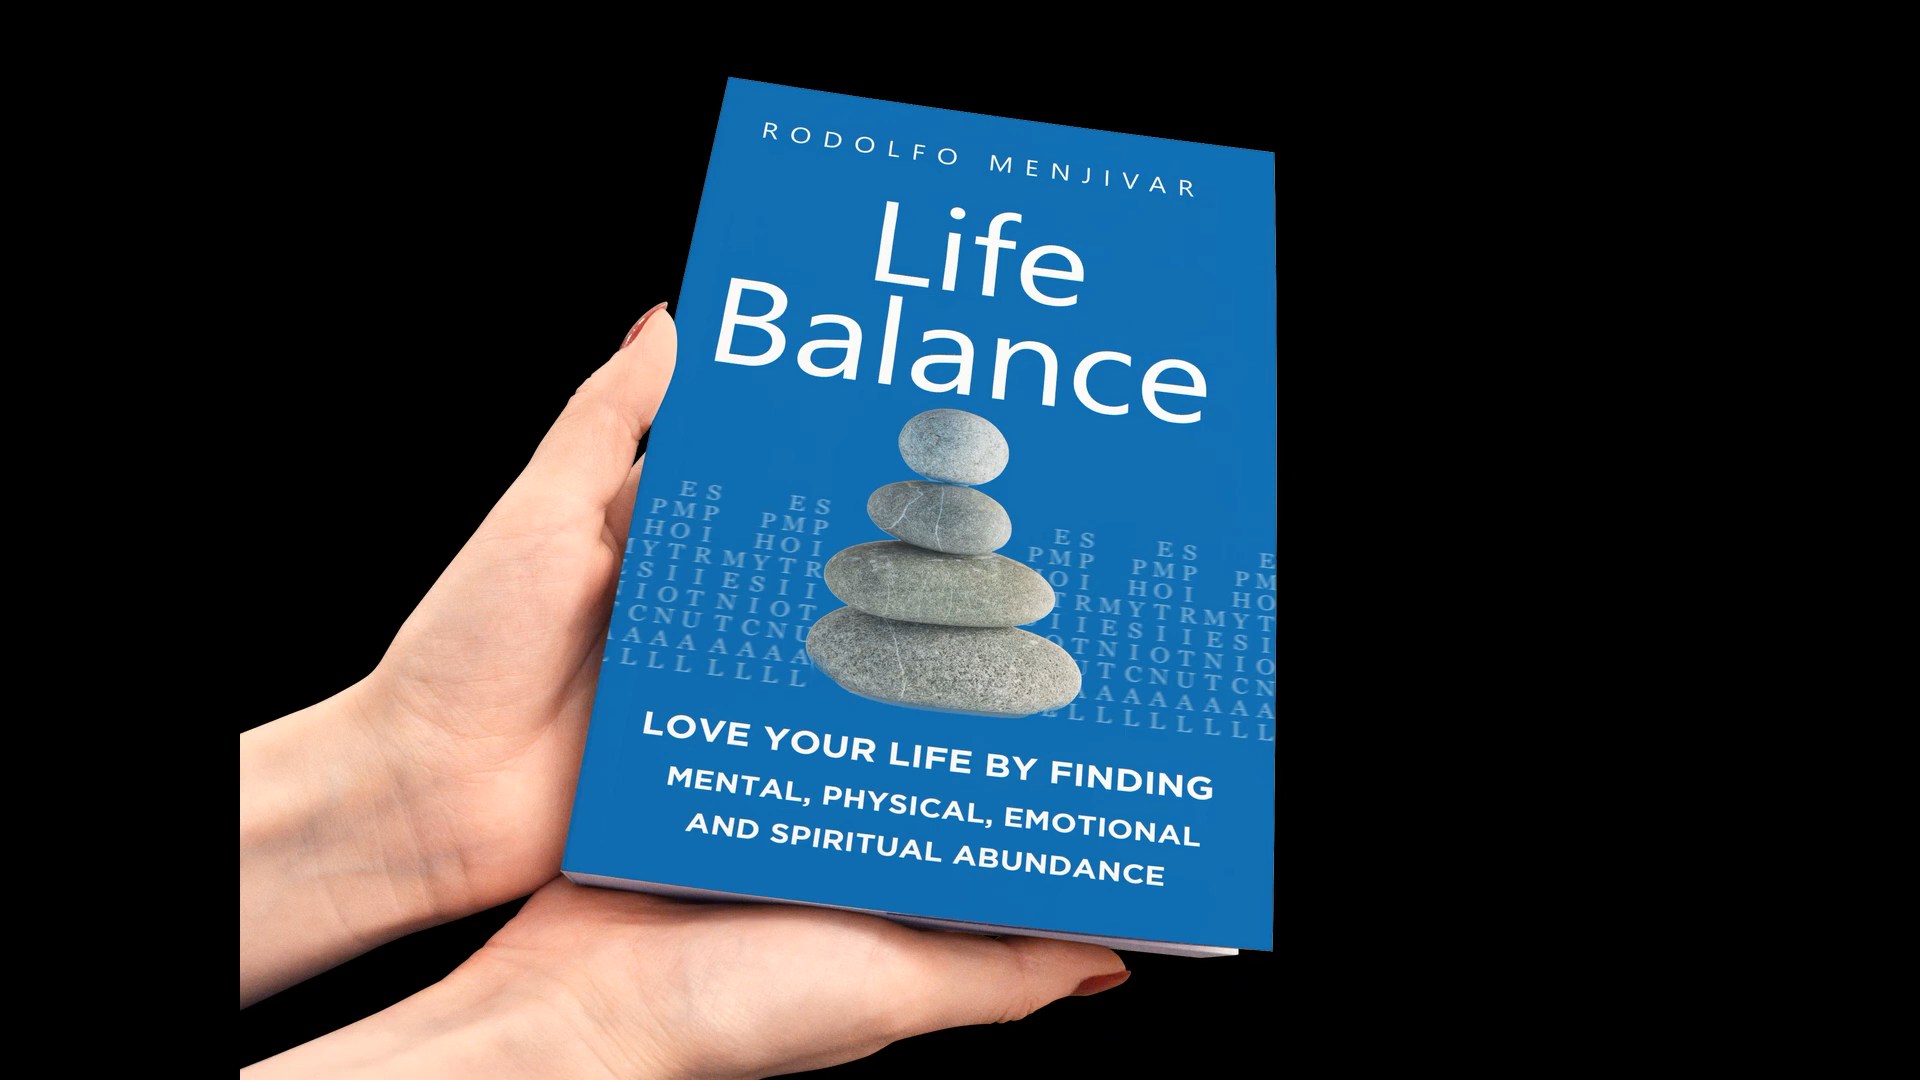 RODOLFO MENJIVAR
Life
Balance
E S E S E S E S E
P M P P M P P M P P M P P M
H O I H O I O I H O I H O
Y T R M Y T R T R M Y T R M Y T
S I I E S I I I I E S I I E S I
I O T N I O T O T N I O T N I O
C N U T C N U U T C N U T C N
A A A A A A A A A A A A A A A
L L L L L L L L L L L L L L L
LOVE YOUR LIFE BY FINDING
MENTAL, PHYSICAL, EMOTIONAL
AND SPIRITUAL ABUNDANCE